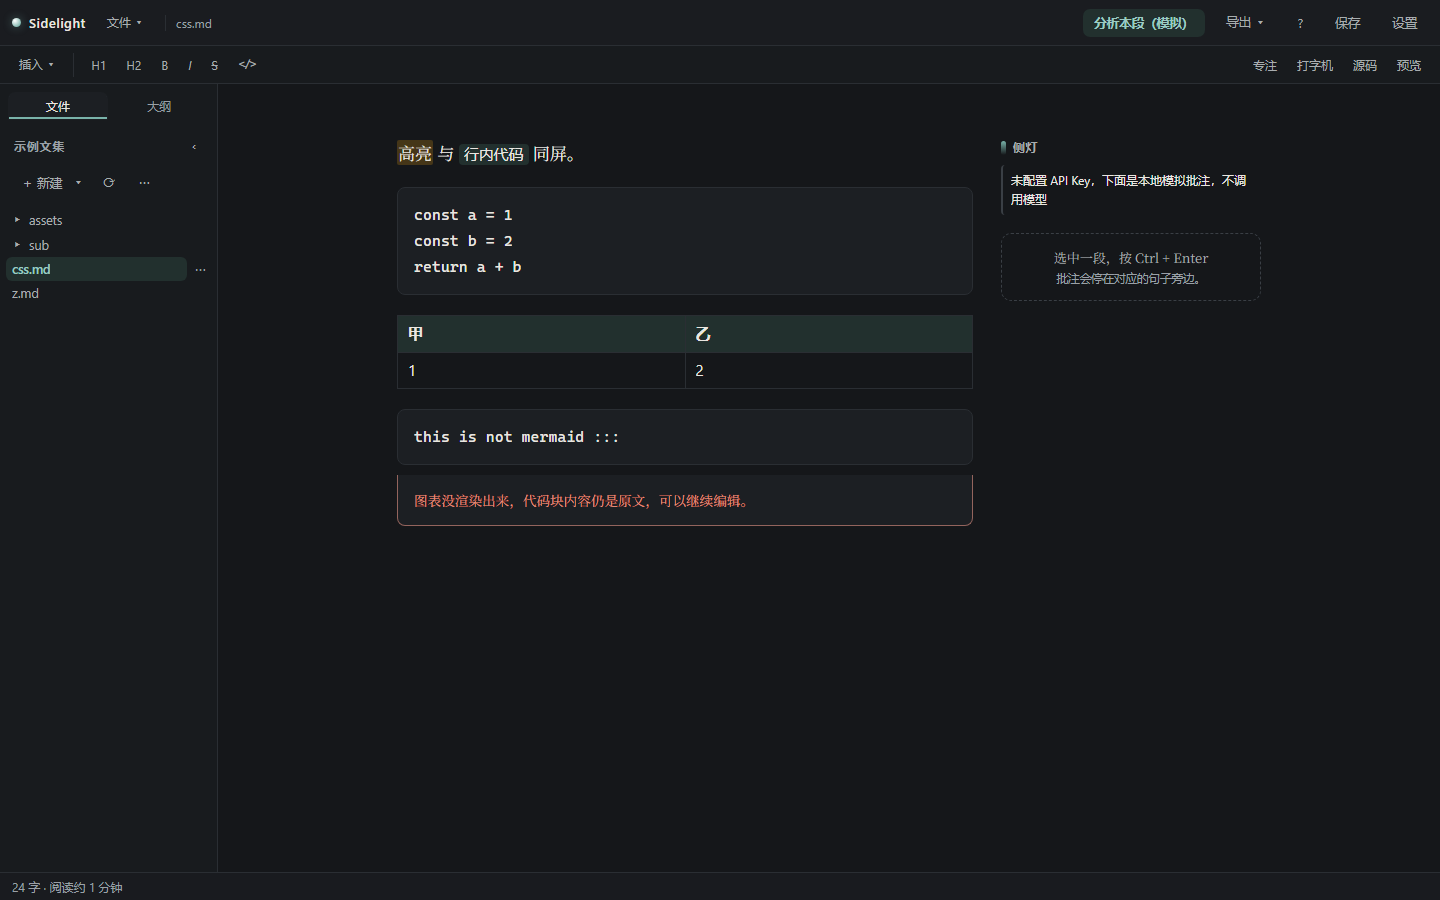 Sidelight 文件 css.md 分析本段（模拟） 导出 ? 保存 设置
插入 H1 H2 B I S </> 专注 打字机 源码 预览
文件 大纲
示例文集
+ 新建 ···
assets
sub
css.md ···
z.md
高亮 与 行内代码 同屏。
const a = 1
const b = 2
return a + b
甲 乙
1 2
this is not mermaid :::
图表没渲染出来，代码块内容仍是原文，可以继续编辑。
侧灯
未配置 API Key，下面是本地模拟批注，不调
用模型
选中一段，按 Ctrl + Enter
批注会停在对应的句子旁边。
24 字 · 阅读约 1 分钟